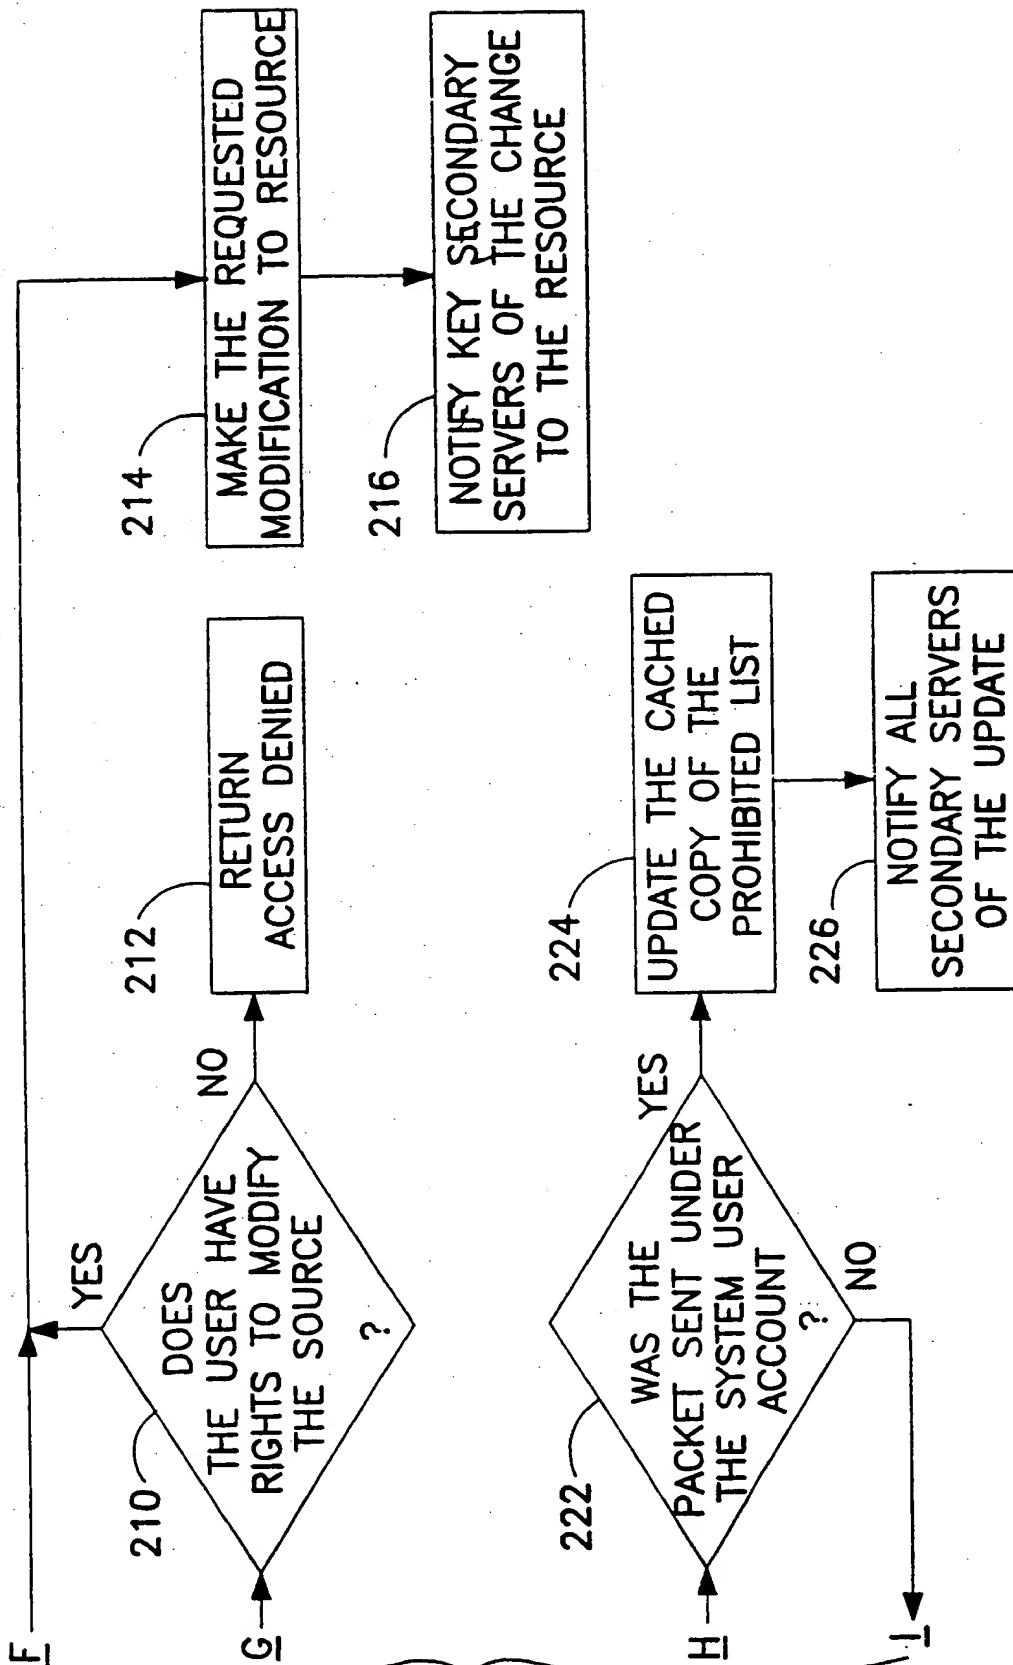 F
YES
G
210
DOES
THE USER HAVE
RIGHTS TO MODIFY
THE SOURCE
?
NO
212
RETURN
ACCESS DENIED
214
MAKE THE REQUESTED
MODIFICATION TO RESOURCE
216
NOTIFY KEY SECONDARY
SERVERS OF THE CHANGE
TO THE RESOURCE
H
222
WAS THE
PACKET SENT UNDER
THE SYSTEM USER
ACCOUNT
?
YES
NO
I
224
UPDATE THE CACHED
COPY OF THE
PROHIBITED LIST
226
NOTIFY ALL
SECONDARY SERVERS
OF THE UPDATE